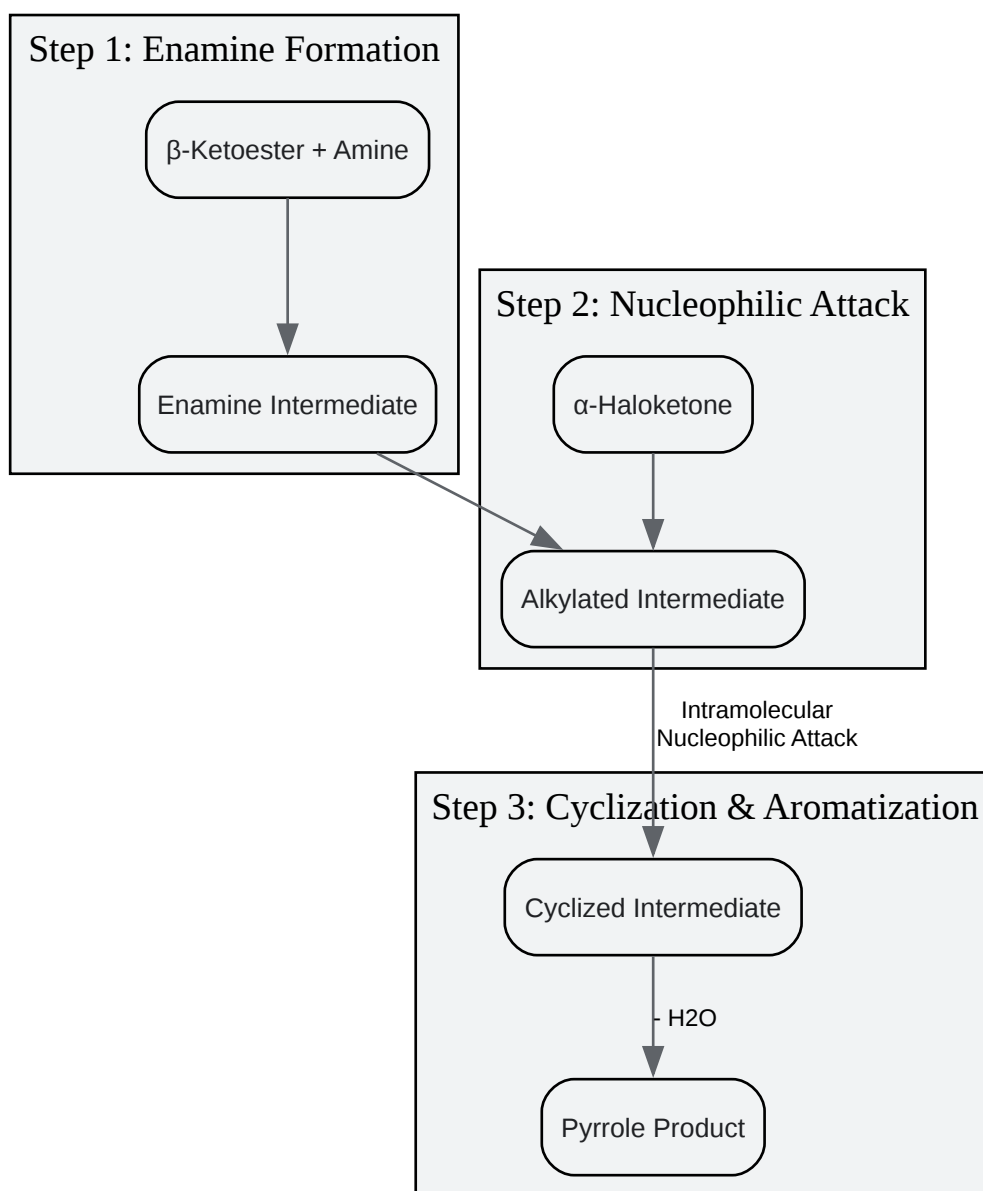 Step 1: Enamine Formation
β-Ketoester + Amine
Enamine Intermediate
Step 2: Nucleophilic Attack
α-Haloketone
Alkylated Intermediate
Intramolecular
Nucleophilic Attack
Step 3: Cyclization & Aromatization
Cyclized Intermediate
- H2O
Pyrrole Product